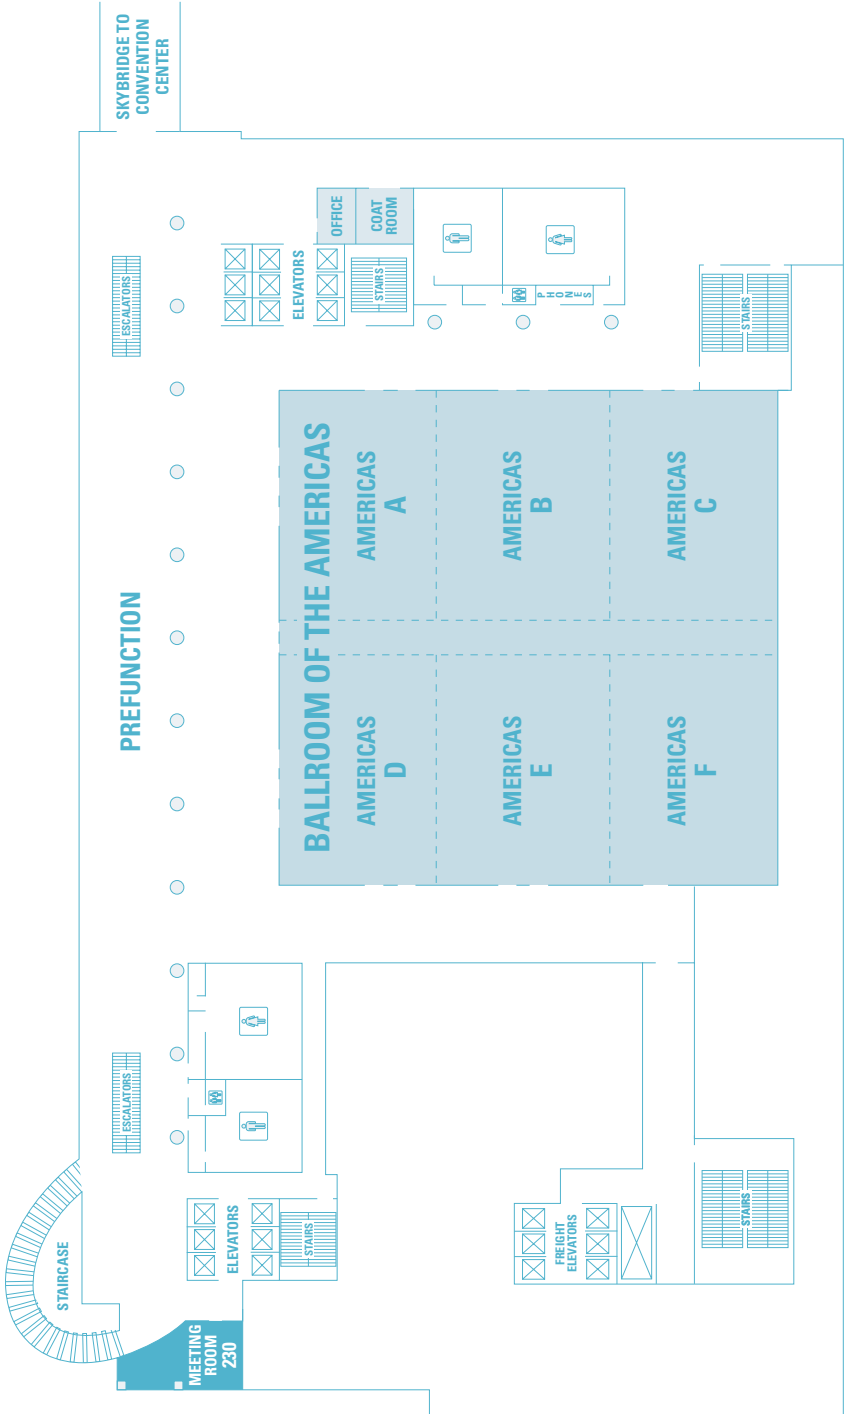 SKYBRIDGE TO
CONVENTION
CENTER
OFFICE
COAT
ROOM
ELEVATORS
STAIRS
PHONES
ESCALATORS
STAIRS
BALLROOM OF THE AMERICAS
AMERICAS
A
AMERICAS
B
AMERICAS
C
PREFUNCTION
AMERICAS
D
AMERICAS
E
AMERICAS
F
ESCALATORS
STAIRCASE
ELEVATORS
STAIRS
FREIGHT
ELEVATORS
STAIRS
MEETING
ROOM
230